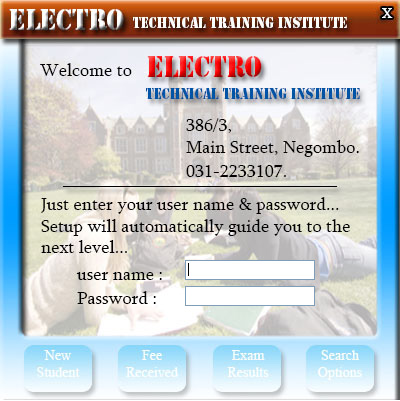 ELECTRO TECHNICAL TRAINING INSTITUTE X
Welcome to ELECTRO
TECHNICAL TRAINING INSTITUTE
386/3,
Main Street, Negombo.
031-2233107.
Just enter your user name & password...
Setup will automatically guide you to the
next level...
user name :
Password :
New
Student
Fee
Received
Exam
Results
Search
Options